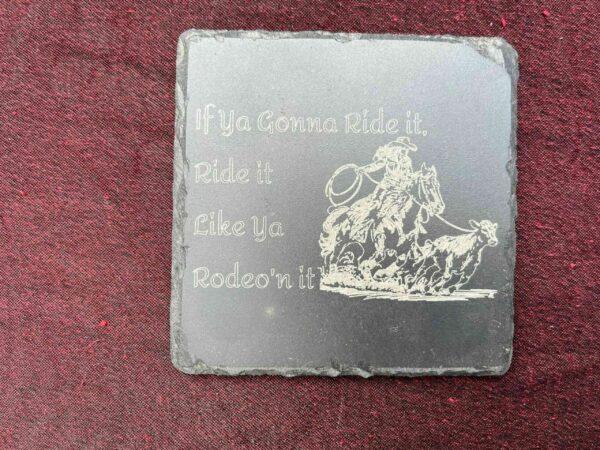 If Ya Gonna Ride it,
Ride it
Like Ya
Rodeo'n it